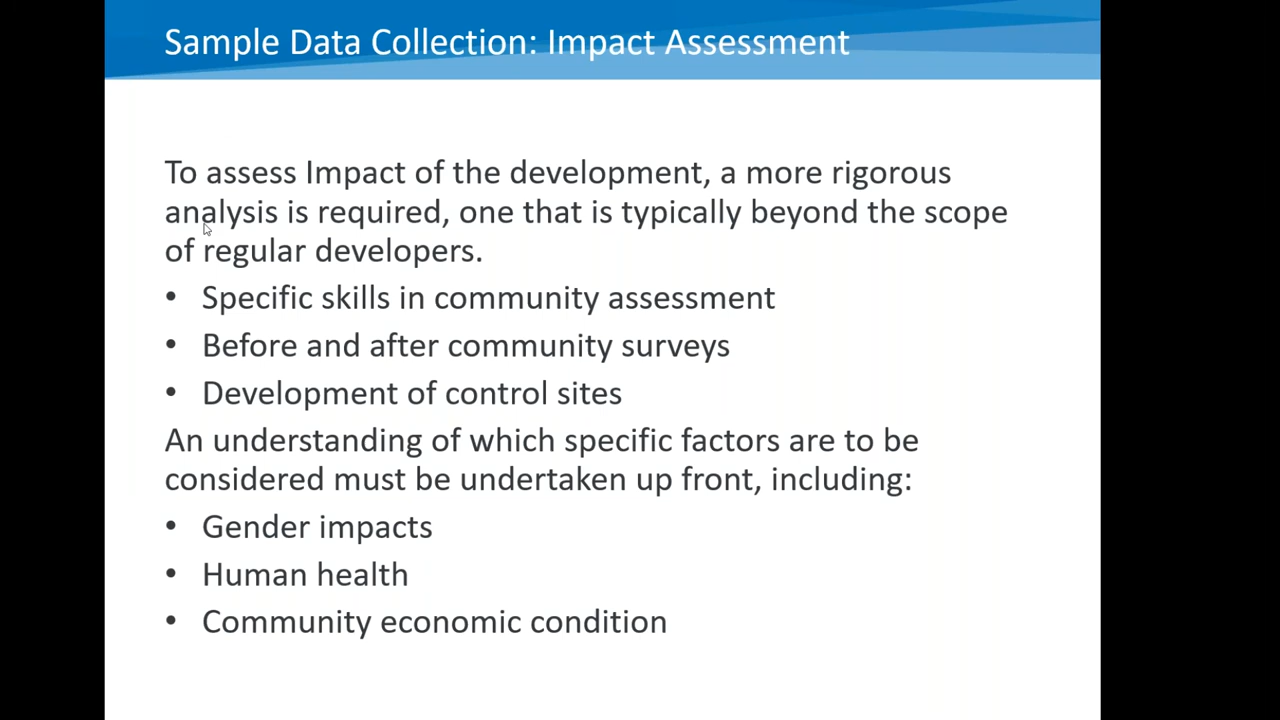 Sample Data Collection: Impact Assessment
To assess Impact of the development, a more rigorous
analysis is required, one that is typically beyond the scope
of regular developers.
• Specific skills in community assessment
• Before and after community surveys
• Development of control sites
An understanding of which specific factors are to be
considered must be undertaken up front, including:
• Gender impacts
• Human health
• Community economic condition